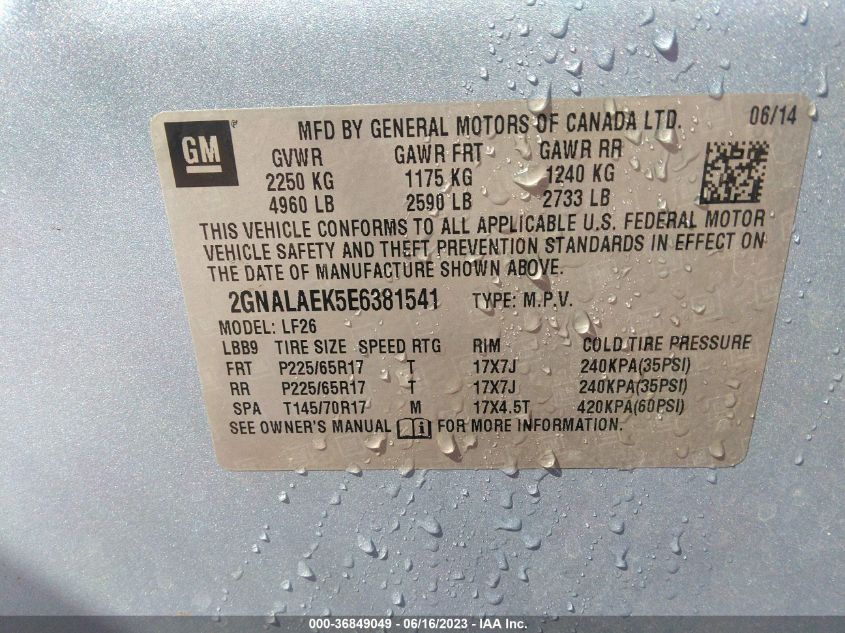 GM
MFD BY GENERAL MOTORS OF CANADA LTD. 06/14
GVWR GAWR FRT GAWR RR
2250 KG 1175 KG 1240 KG
4960 LB 2590 LB 2733 LB
THIS VEHICLE CONFORMS TO ALL APPLICABLE U.S. FEDERAL MOTOR
VEHICLE SAFETY AND THEFT PREVENTION STANDARDS IN EFFECT ON
THE DATE OF MANUFACTURE SHOWN ABOVE.
2GNALAEK5E6381541 TYPE: M.P.V.
MODEL: LF26
LBB9 TIRE SIZE SPEED RTG RIM COLD TIRE PRESSURE
FRT P225/65R17 T 17X7J 240KPA(35PSI)
RR P225/65R17 T 17X7J 240KPA(35PSI)
SPA T145/70R17 M 17X4.5T 420KPA(60PSI)
SEE OWNER'S MANUAL i FOR MORE INFORMATION.
000-36849049 - 06/16/2023 - © IAA Inc.